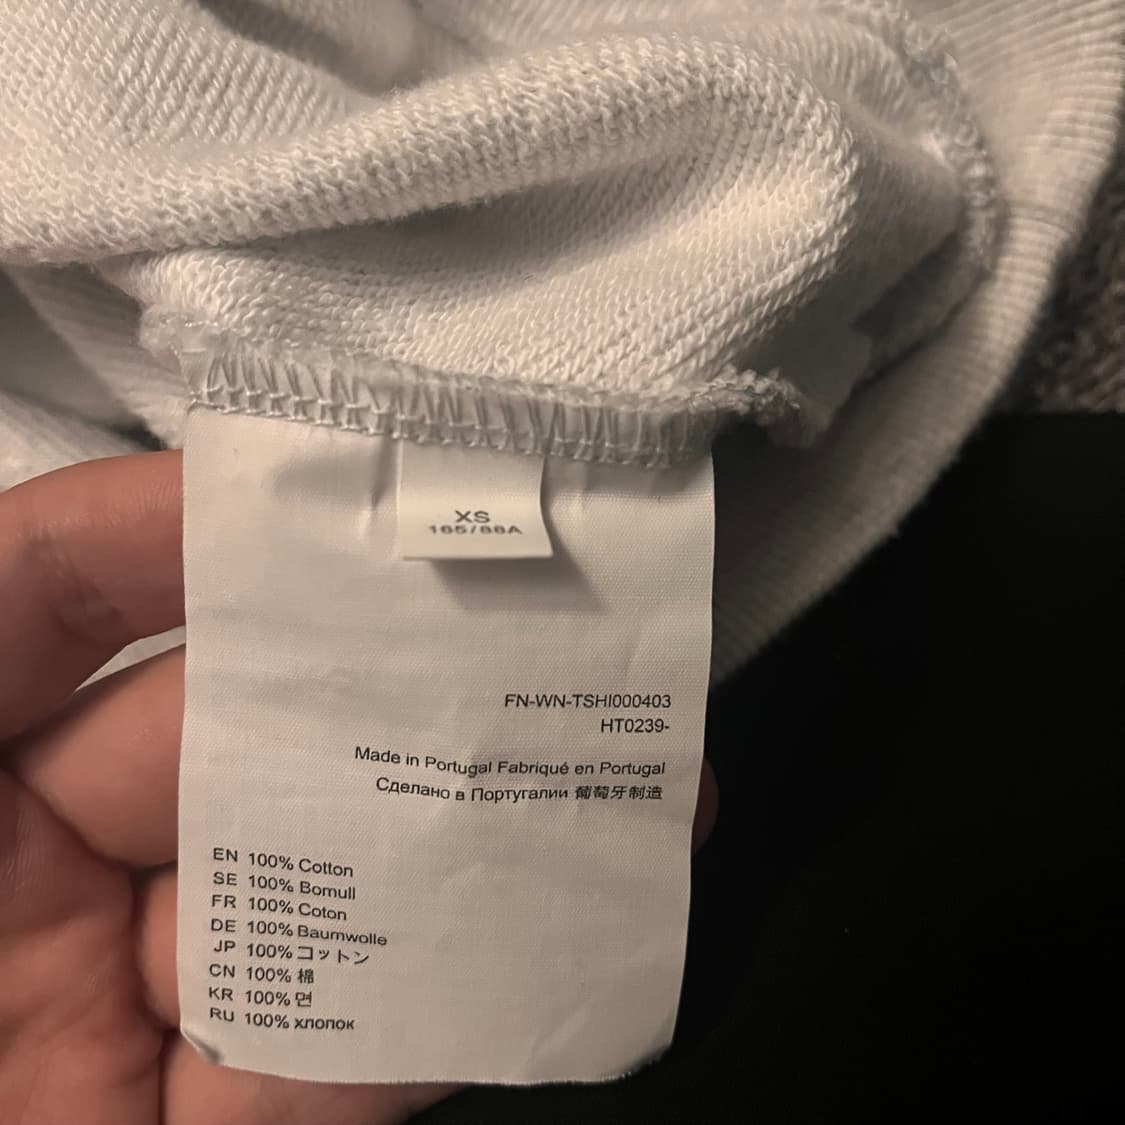 XS
165/88A
FN-WN-TSHI000403
HT0239-
Made in Portugal Fabriqué en Portugal
Сделано в Португалии 葡萄牙制造
EN 100% Cotton
SE 100% Bomull
FR 100% Coton
DE 100% Baumwolle
JP 100% コットン
CN 100% 棉
KR 100% 면
RU 100% хлопок